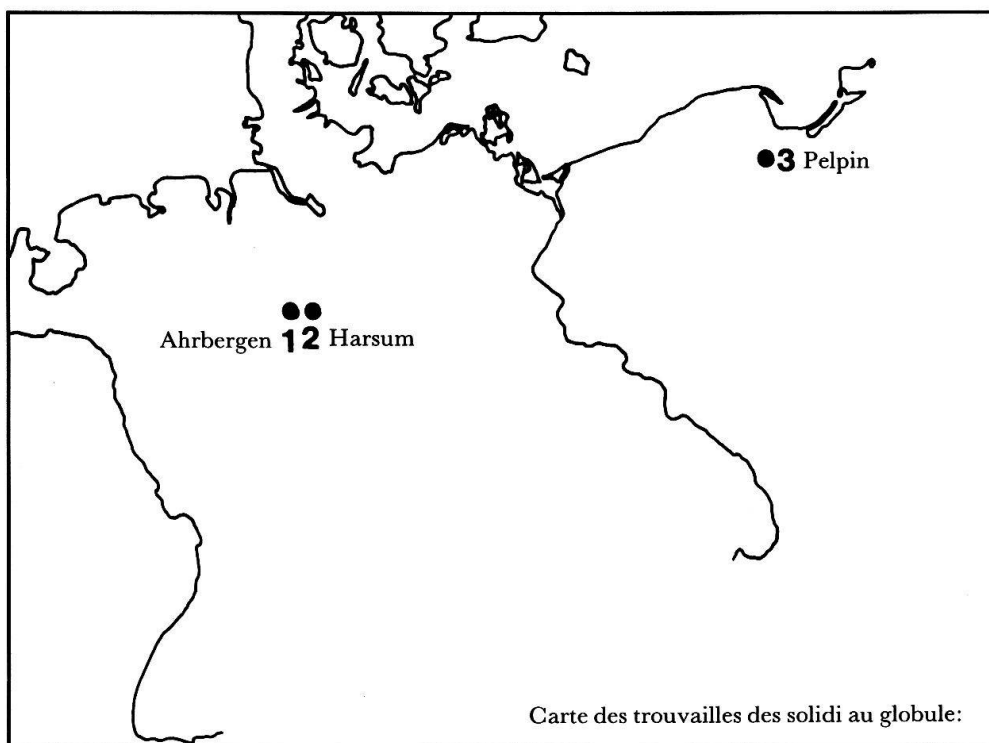 3 Pelpin
Ahrbergen 1 2 Harsum
Carte des trouvailles des solidi au globule: